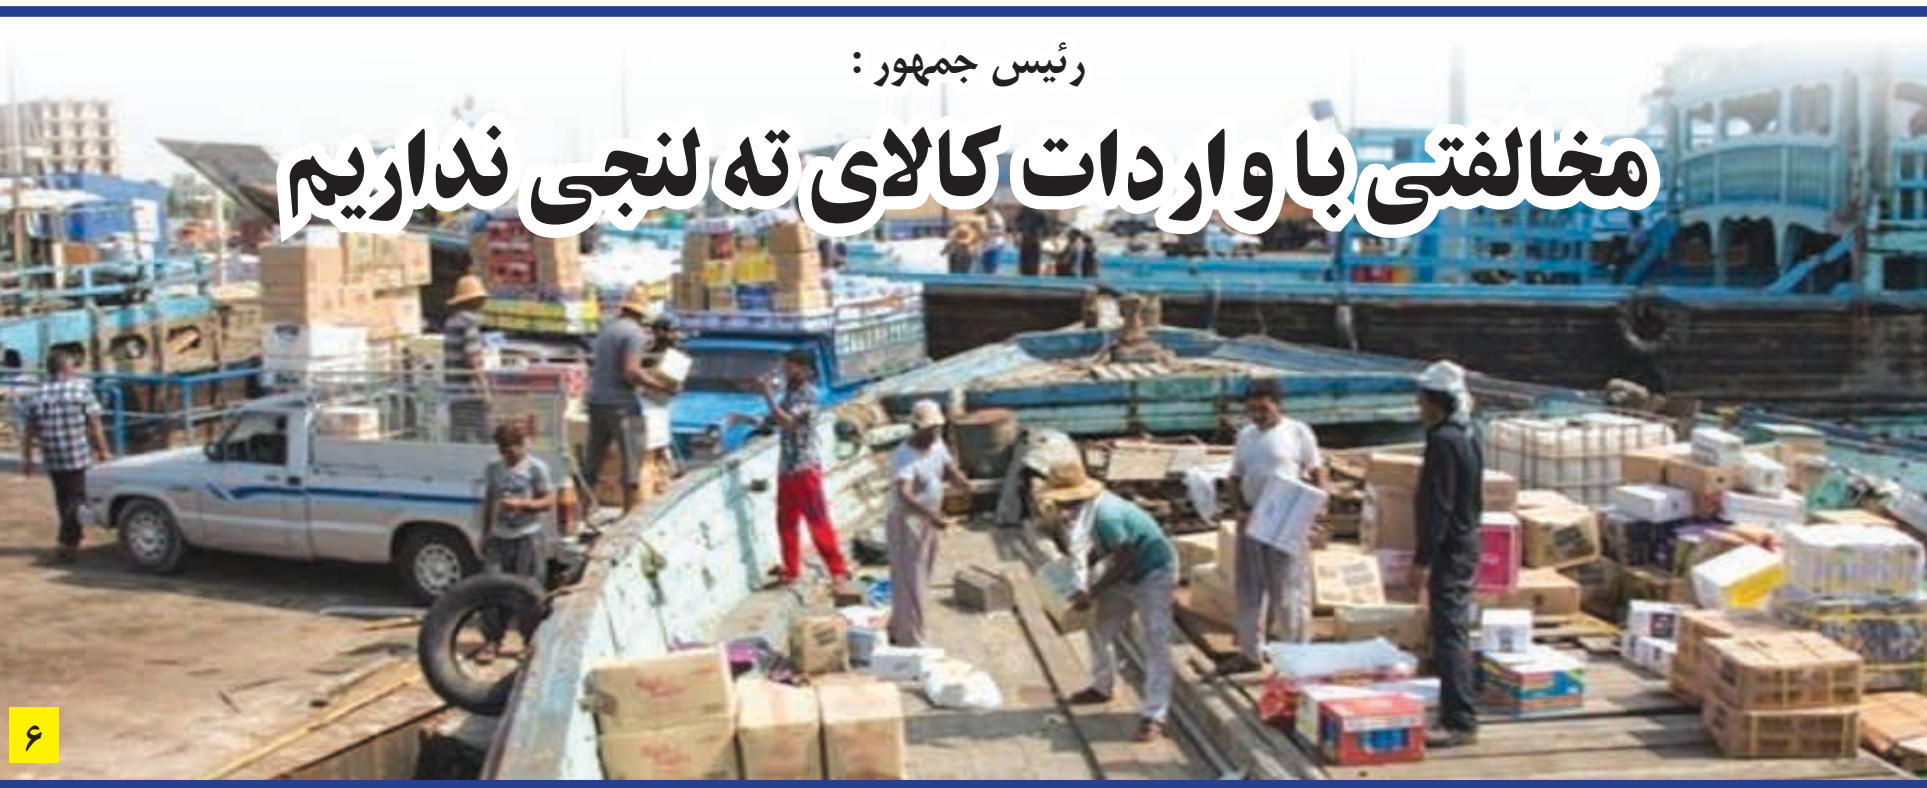 رئیس جمهور :
مخالفتی با واردات کالای ته لنجی نداریم
۶